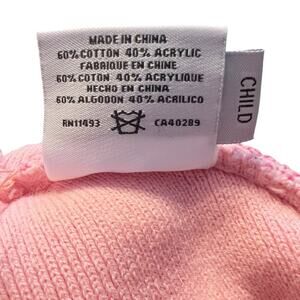 MADE IN CHINA
60% COTTON 40% ACRYLIC
FABRIQUE EN CHINE
60% COTON 40% ACRYLIQUE
HECHO EN CHINA
60% ALGODON 40% ACRILICO
RN11493 CA40289
CHILD